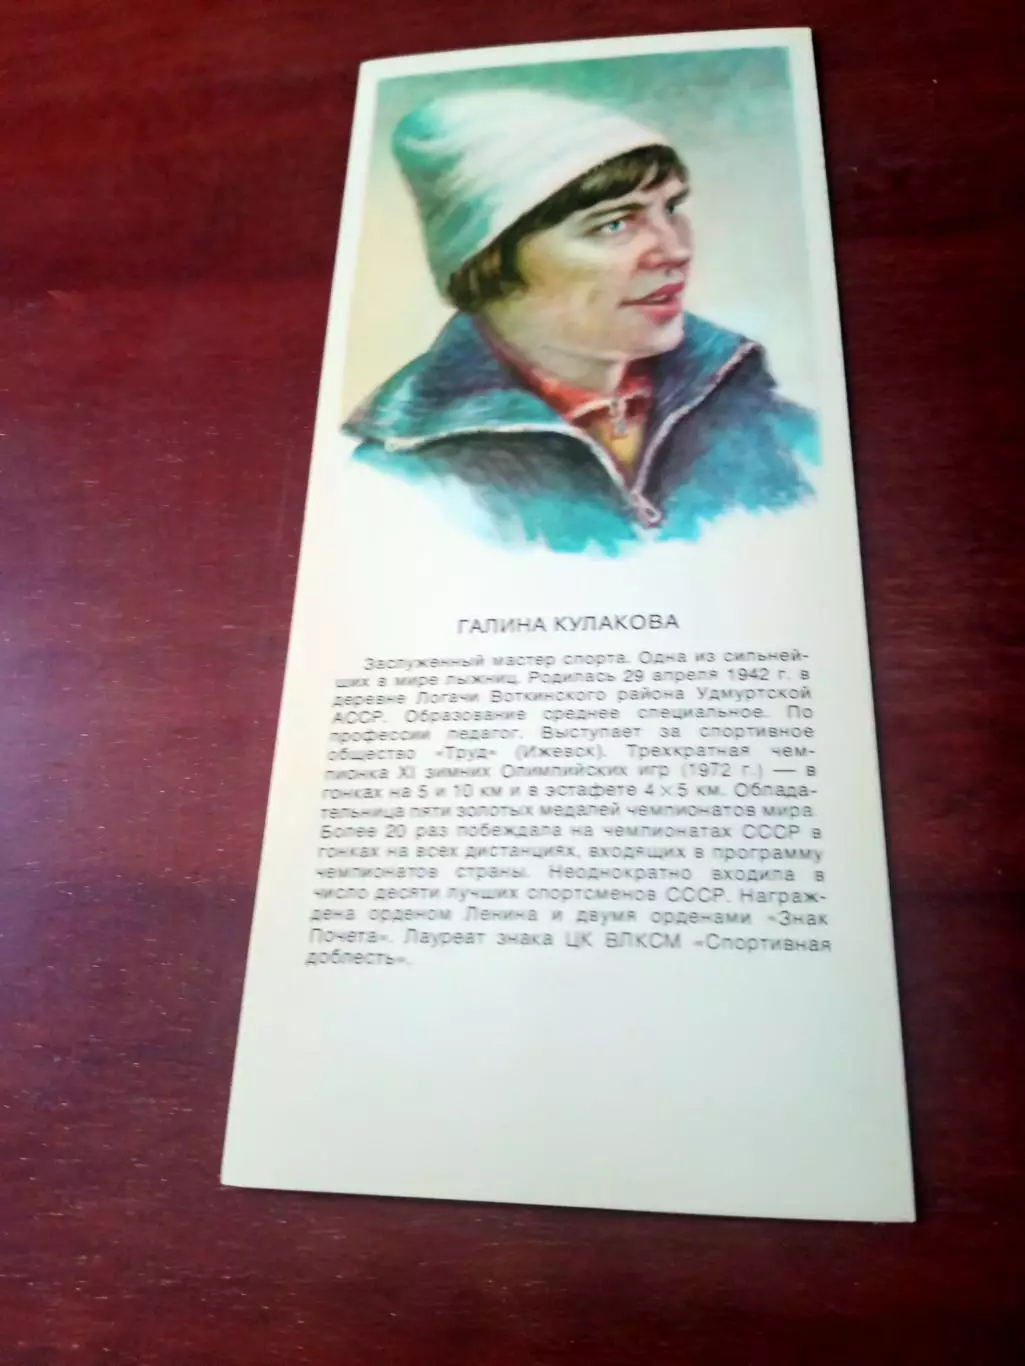 ГАЛИНА КУЛАКОВА
Заслуженный мастер спорта. Одна из сильней-
ших в мире лыжниц. Родилась 29 апреля 1942 г. в
деревне Логачи Воткинского района Удмуртской
АССР. Образование среднее специальное. По
профессии педагог. Выступает за спортивное
общество «Труд» (Ижевск). Трехкратная чем-
пионка XI зимних Олимпийских игр (1972 г.) — в
гонках на 5 и 10 км и в эстафете 4 × 5 км. Облада-
тельница пяти золотых медалей чемпионатов мира.
Более 20 раз побеждала на чемпионатах СССР в
гонках на всех дистанциях, входящих в программу
чемпионатов страны. Неоднократно входила в
число десяти лучших спортсменов СССР. Награж-
дена орденом Ленина и двумя орденами «Знак
Почета». Лауреат знака ЦК ВЛКСМ «Спортивная
доблесть».